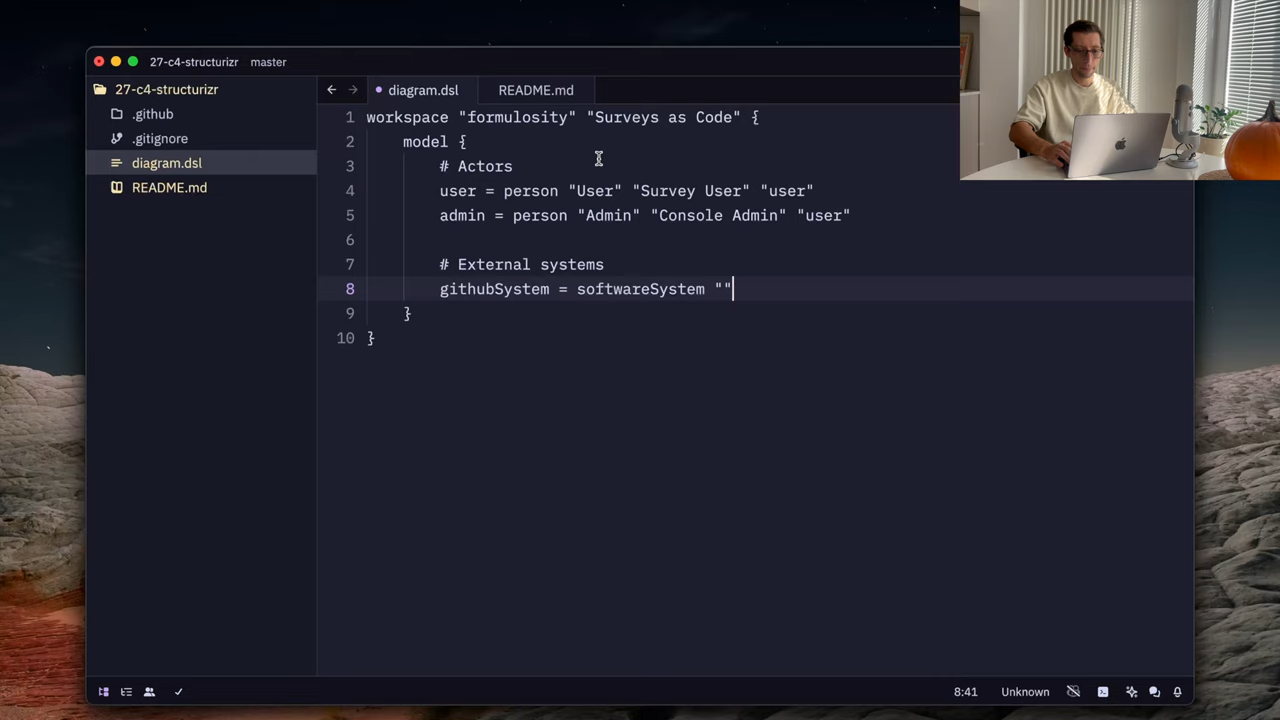 27-c4-structurizr master
27-c4-structurizr
.github
.gitignore
diagram.dsl
README.md
diagram.dsl README.md
1 workspace "formulosity" "Surveys as Code" {
2 model {
3 # Actors
4 user = person "User" "Survey User" "user"
5 admin = person "Admin" "Console Admin" "user"
6
7 # External systems
8 githubSystem = softwareSystem ""
9 }
10 }
8:41 Unknown